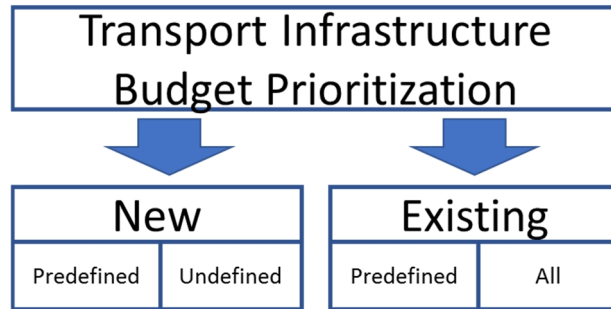 Transport Infrastructure
Budget Prioritization
New
Existing
Predefined
Undefined
Predefined
All